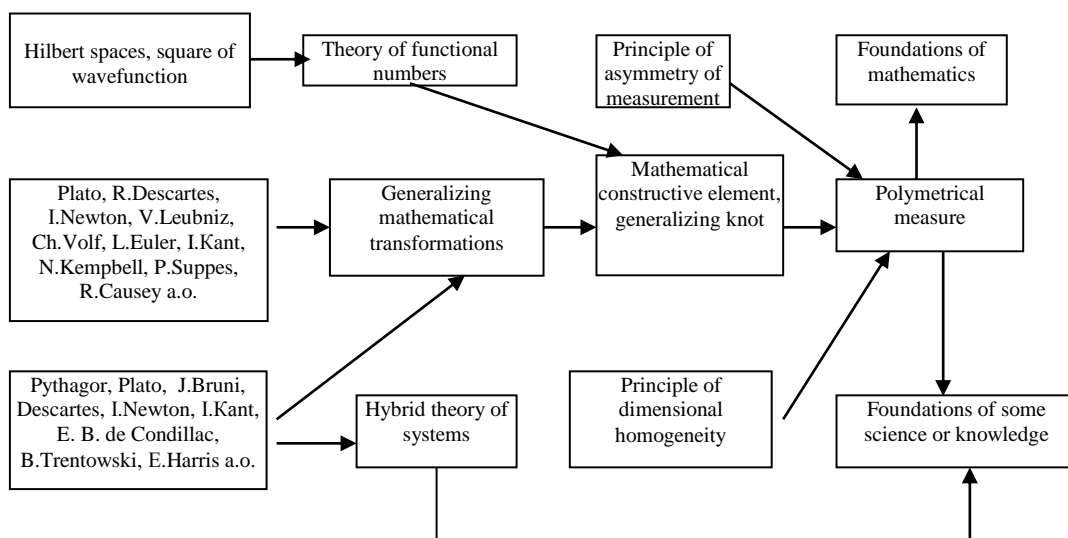 Hilbert spaces, square of
wavefunction
Theory of functional
numbers
Principle of
asymmetry of
measurement
Foundations of
mathematics
Plato, R.Descartes,
I.Newton, V.Leubniz,
Ch.Volf, L.Euler, I.Kant,
N.Kempbell, P.Suppes,
R.Causey a.o.
Generalizing
mathematical
transformations
Mathematical
constructive element,
generalizing knot
Polymetrical
measure
Pythagor, Plato, J.Bruni,
Descartes, I.Newton, I.Kant,
E. B. de Condillac,
B.Trentowski, E.Harris a.o.
Hybrid theory of
systems
Principle of
dimensional
homogeneity
Foundations of some
science or knowledge